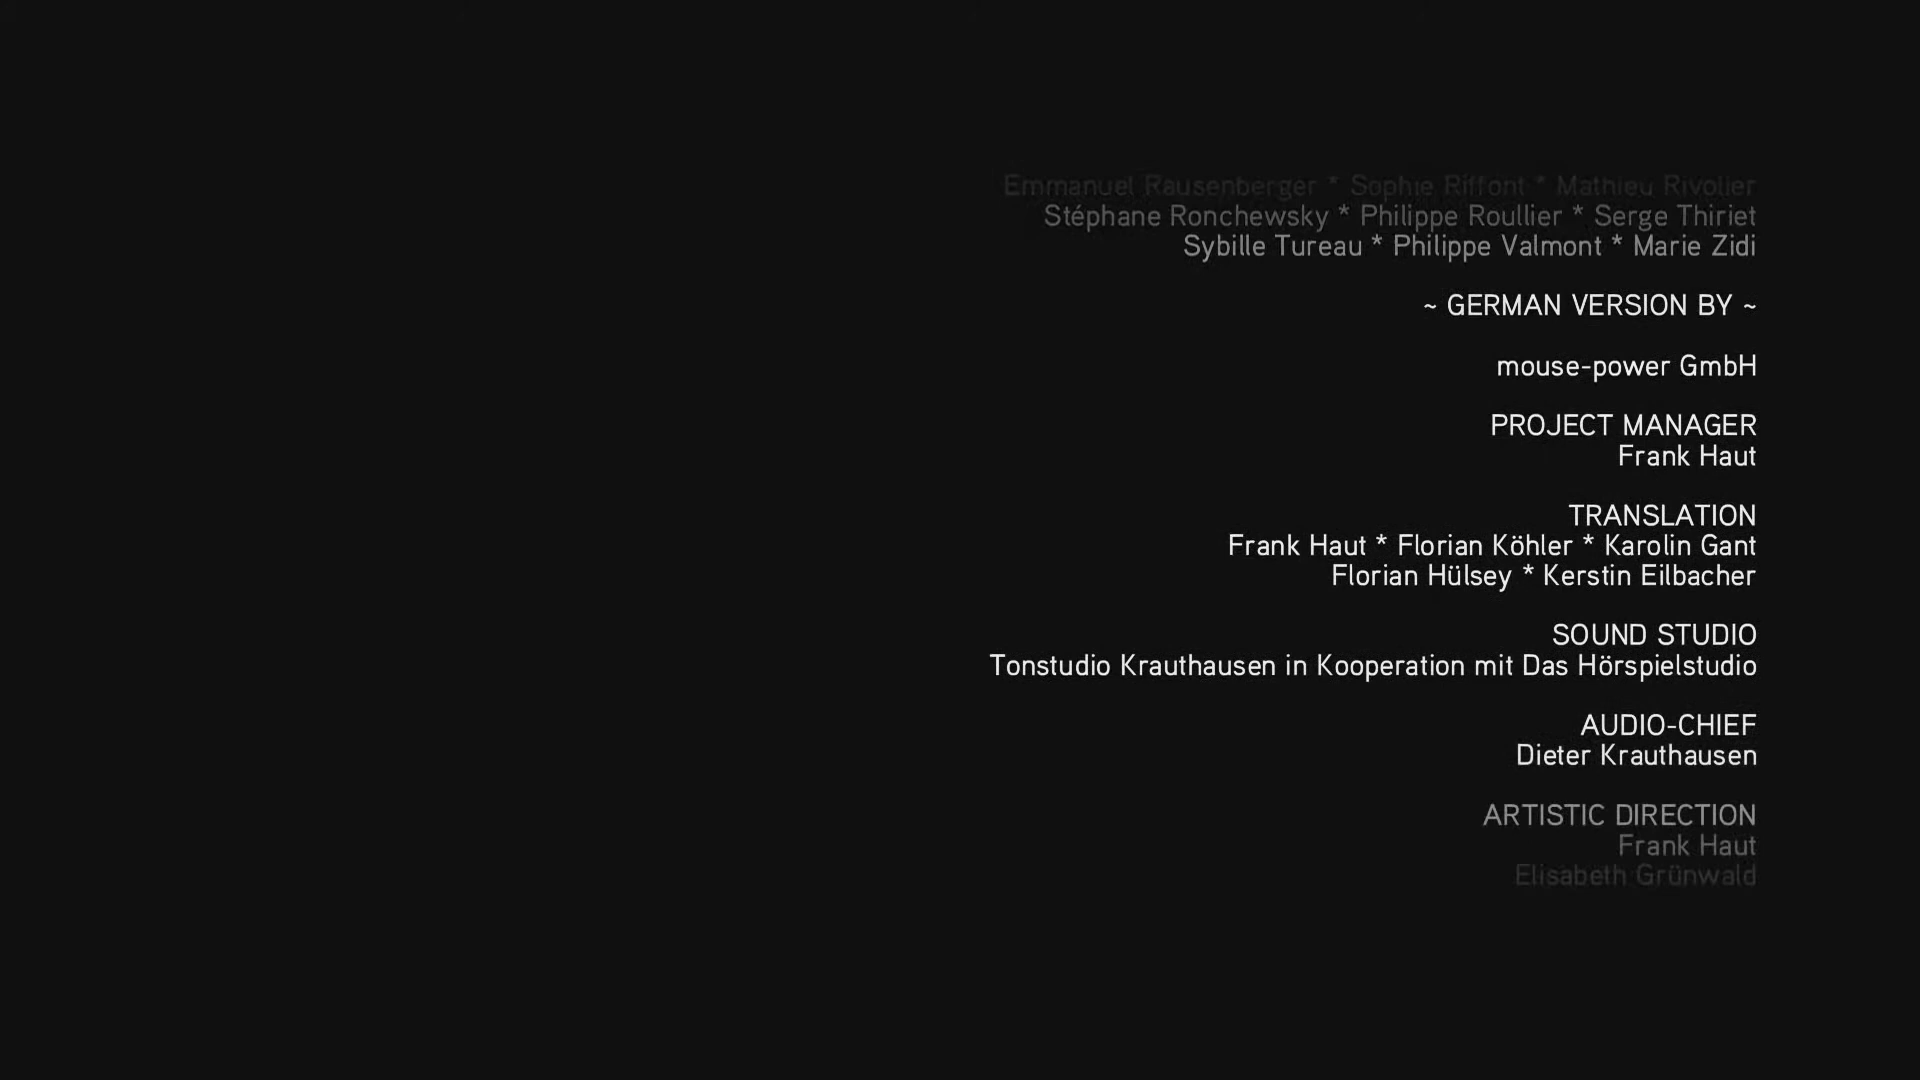 Emmanuel Rausenberger * Sophie Riffont * Mathieu Rivolier
Stéphane Ronchewsky * Philippe Roullier * Serge Thiriet
Sybille Tureau * Philippe Valmont * Marie Zidi
~ GERMAN VERSION BY ~
mouse-power GmbH
PROJECT MANAGER
Frank Haut
TRANSLATION
Frank Haut * Florian Köhler * Karolin Gant
Florian Hülsey * Kerstin Eilbacher
SOUND STUDIO
Tonstudio Krauthausen in Kooperation mit Das Hörspielstudio
AUDIO-CHIEF
Dieter Krauthausen
ARTISTIC DIRECTION
Frank Haut
Elisabeth Grünwald